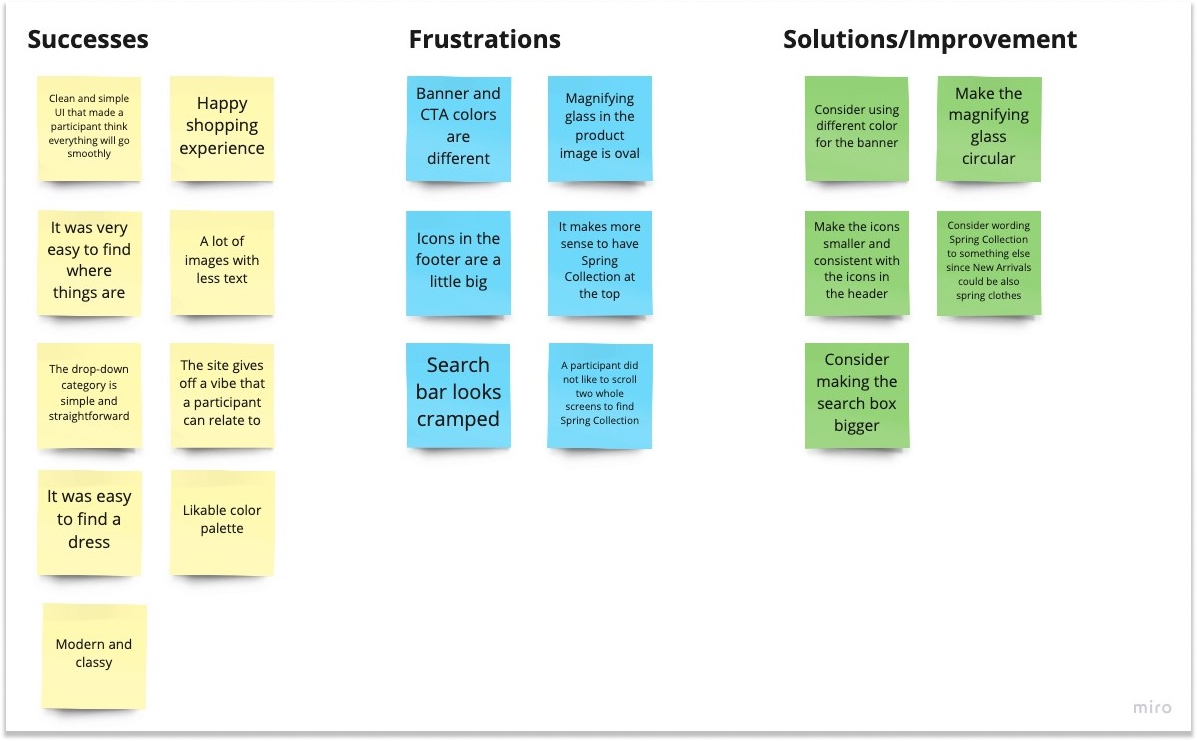 Successes
Clean and simple
UI that made a
participant think
everything will go
smoothly
Happy
shopping
experience
It was very
easy to find
where
things are
A lot of
images with
less text
The drop-down
category is
simple and
straightforward
The site gives
off a vibe that
a participant
can relate to
It was easy
to find a
dress
Likable color
palette
Modern and
classy
Frustrations
Banner and
CTA colors
are
different
Magnifying
glass in the
product
image is oval
Icons in the
footer are a
little big
It makes more
sense to have
Spring
Collection at
the top
Search
bar looks
cramped
A participant did
not like to scroll
two whole
screens to find
Spring Collection
Solutions/Improvement
Consider using
different color
for the banner
Make the
magnifying
glass
circular
Make the icons
smaller and
consistent with
the icons in
the header
Consider wording
Spring Collection
to something else
since New Arrivals
could be also
spring clothes
Consider
making the
search box
bigger
miro